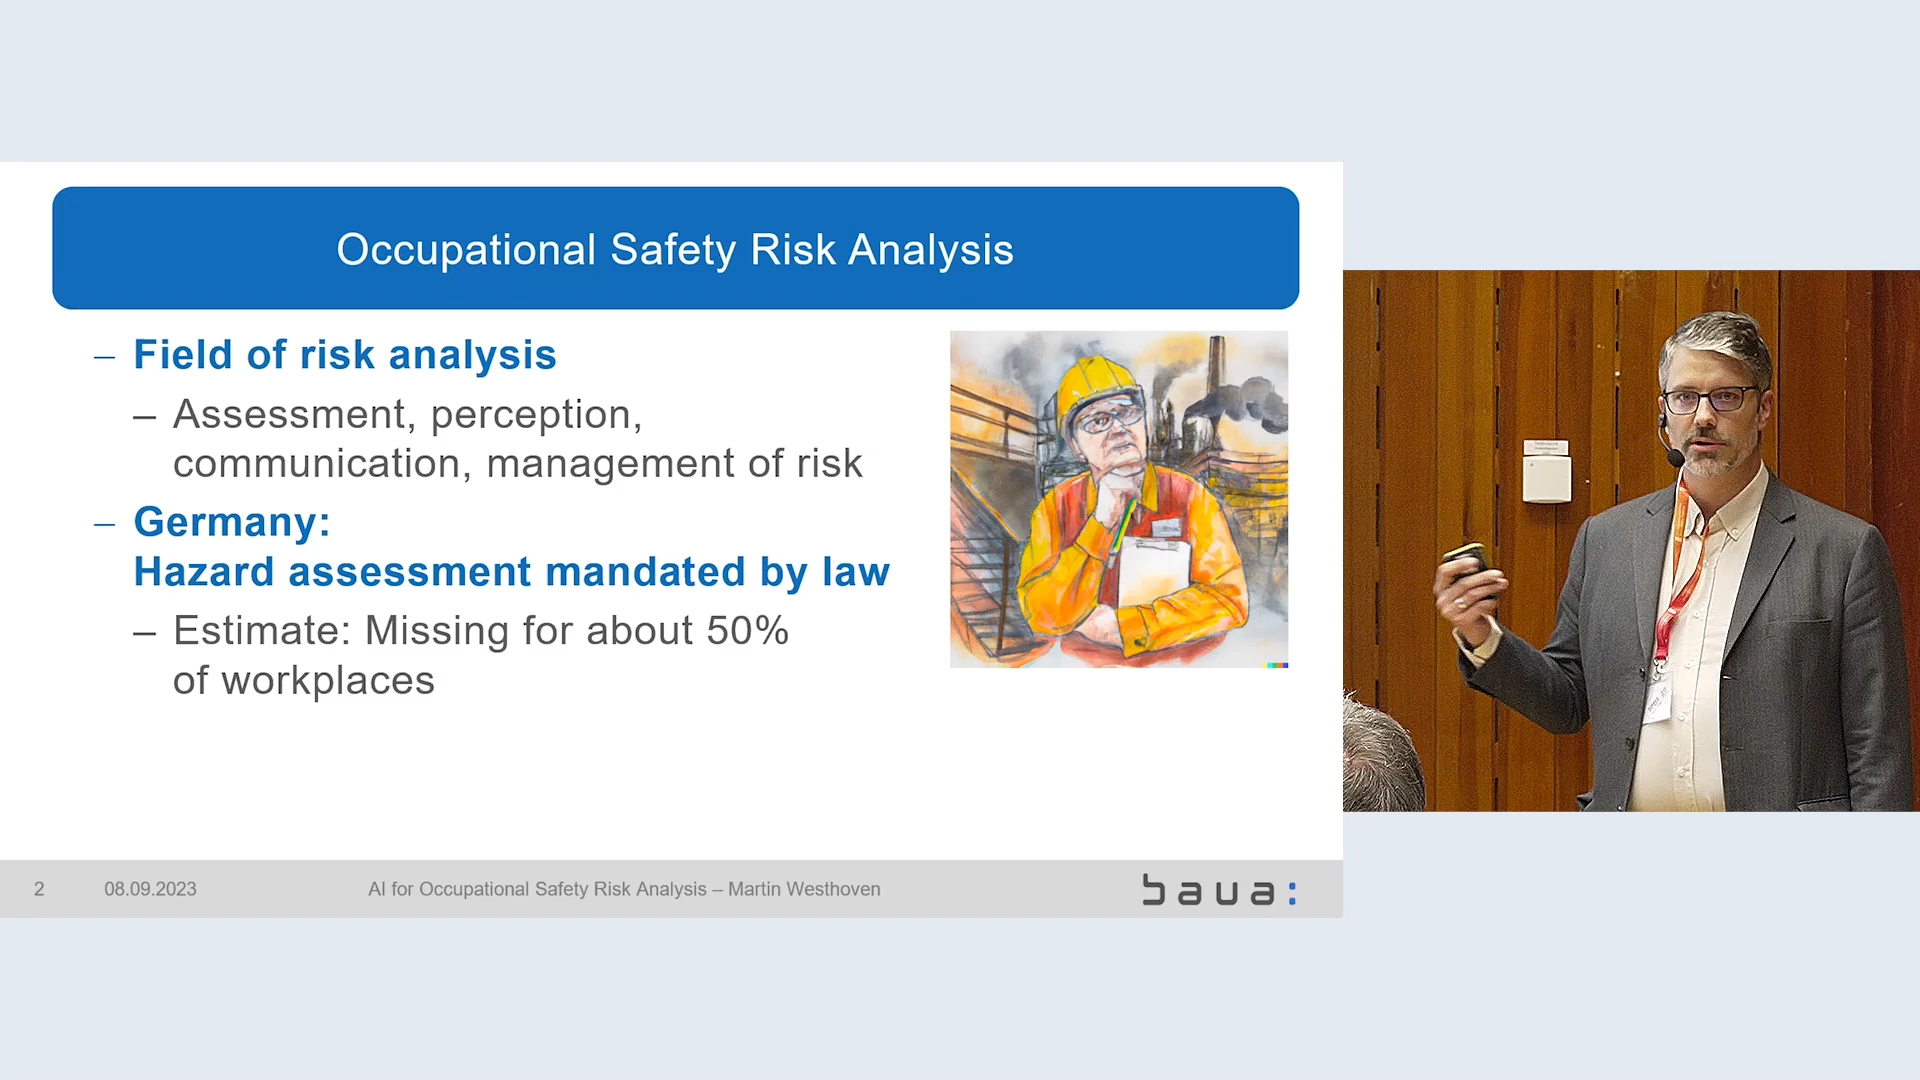 Occupational Safety Risk Analysis
– Field of risk analysis
– Assessment, perception,
communication, management of risk
– Germany:
Hazard assessment mandated by law
– Estimate: Missing for about 50%
of workplaces
2 08.09.2023 AI for Occupational Safety Risk Analysis – Martin Westhoven baua: